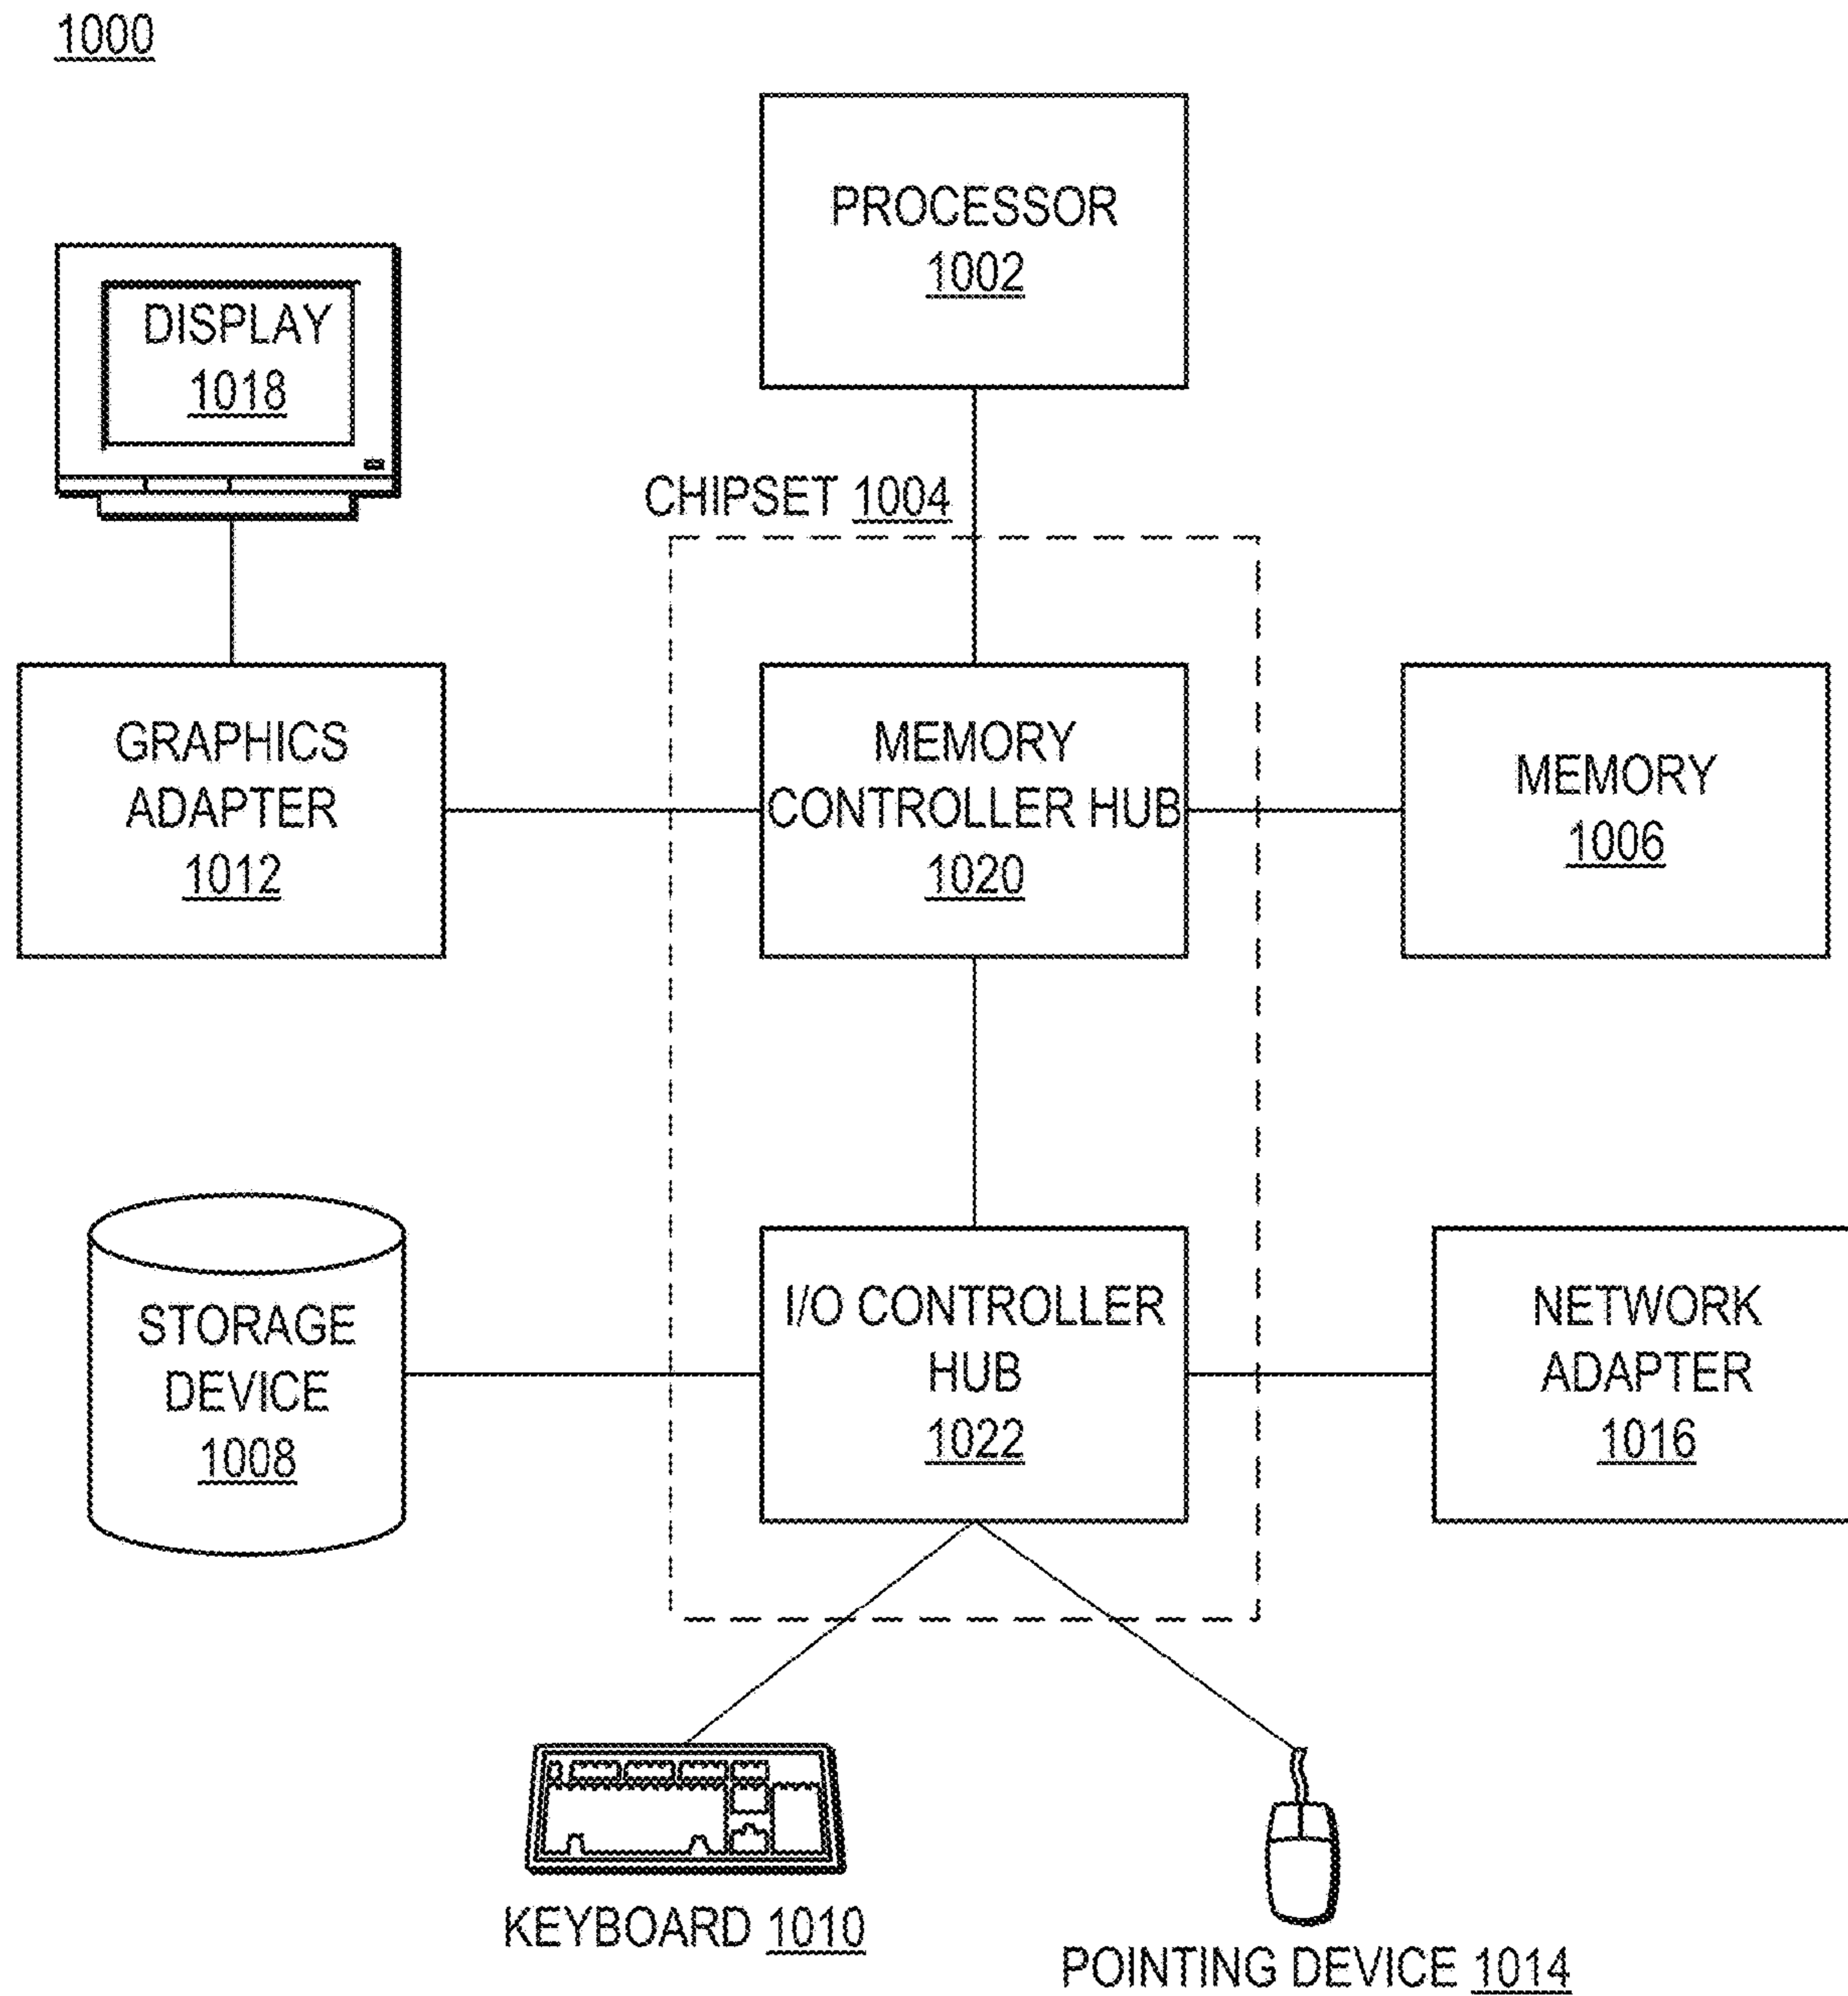 1000
PROCESSOR
1002
DISPLAY
1018
CHIPSET 1004
GRAPHICS
ADAPTER
1012
MEMORY
CONTROLLER HUB
1020
MEMORY
1006
STORAGE
DEVICE
1008
I/O CONTROLLER
HUB
1022
NETWORK
ADAPTER
1016
KEYBOARD 1010
POINTING DEVICE 1014